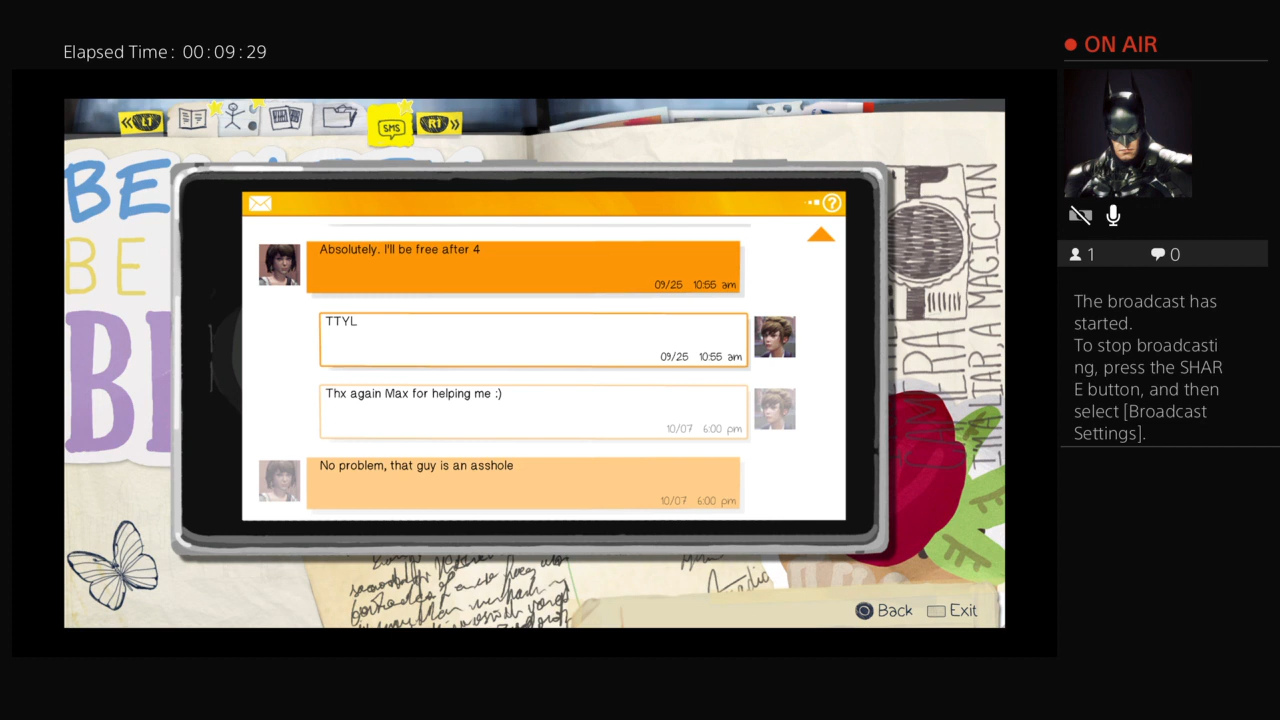 Elapsed Time: 00:09:29
ON AIR
L1
SMS
R1
BE
BE
Absolutely. I'll be free after 4
09/25 10:55 am
TTYL
09/25 10:55 am
Thx again Max for helping me :)
10/07 6:00 pm
No problem, that guy is an asshole
10/07 6:00 pm
A MAGICIAN
Back
Exit
1
0
The broadcast has
started.
To stop broadcasti
ng, press the SHAR
E button, and then
select [Broadcast
Settings].